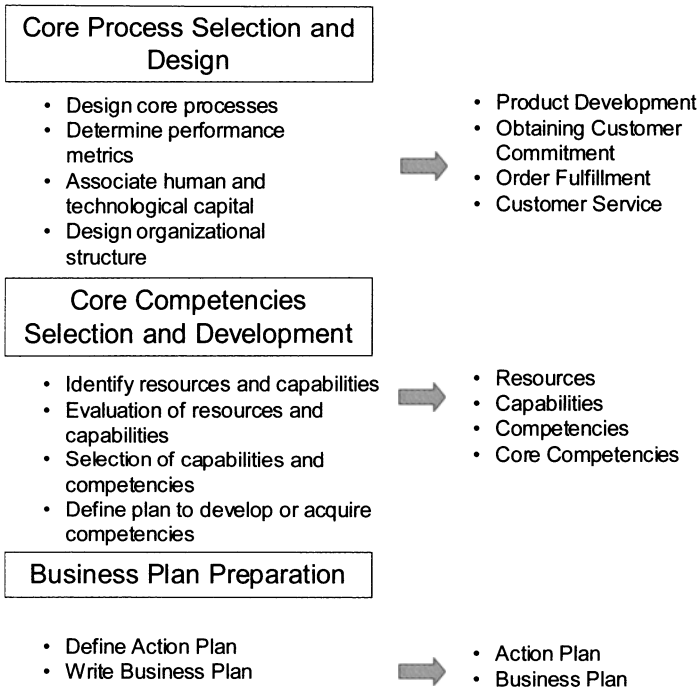 Core Process Selection and
Design
• Design core processes
• Determine performance
metrics
• Associate human and
technological capital
• Design organizational
structure
• Product Development
• Obtaining Customer
Commitment
• Order Fulfillment
• Customer Service
Core Competencies
Selection and Development
• Identify resources and capabilities
• Evaluation of resources and
capabilities
• Selection of capabilities and
competencies
• Define plan to develop or acquire
competencies
• Resources
• Capabilities
• Competencies
• Core Competencies
Business Plan Preparation
• Define Action Plan
• Write Business Plan
• Action Plan
• Business Plan